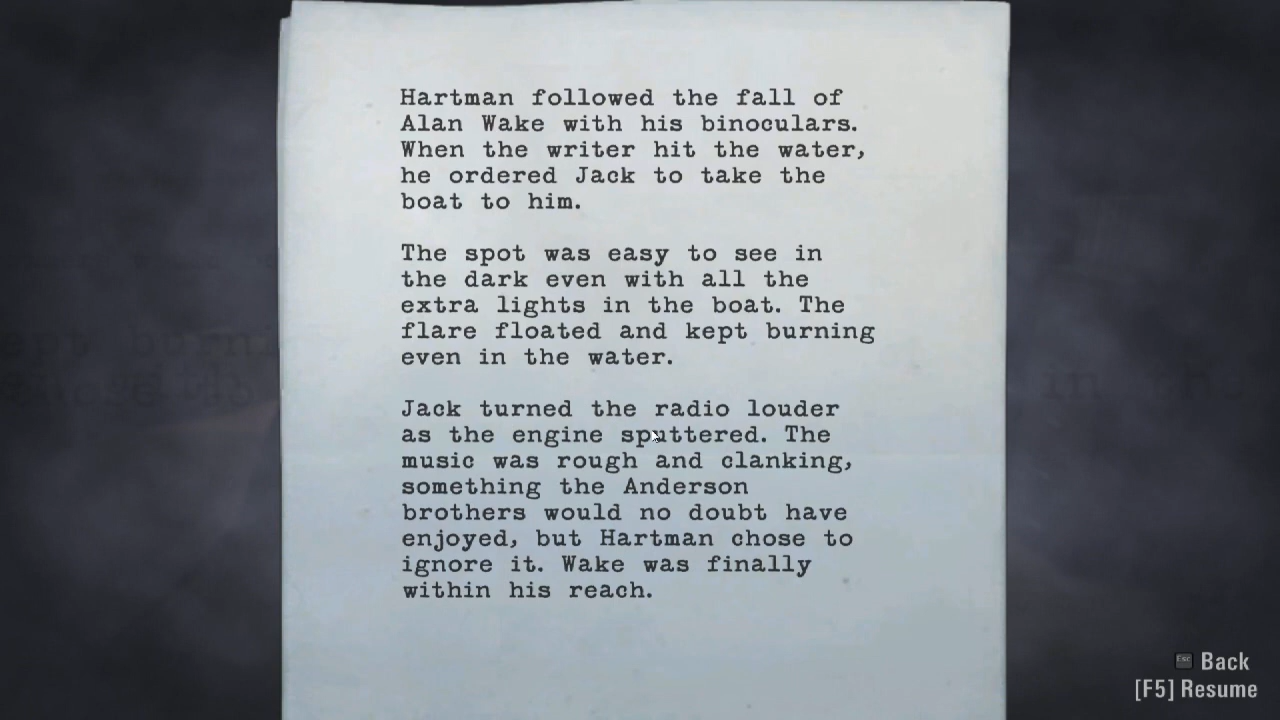 Hartman followed the fall of
Alan Wake with his binoculars.
When the writer hit the water,
he ordered Jack to take the
boat to him.
The spot was easy to see in
the dark even with all the
extra lights in the boat. The
flare floated and kept burning
even in the water.
Jack turned the radio louder
as the engine sputtered. The
music was rough and clanking,
something the Anderson
brothers would no doubt have
enjoyed, but Hartman chose to
ignore it. Wake was finally
within his reach.
Esc Back
[F5] Resume